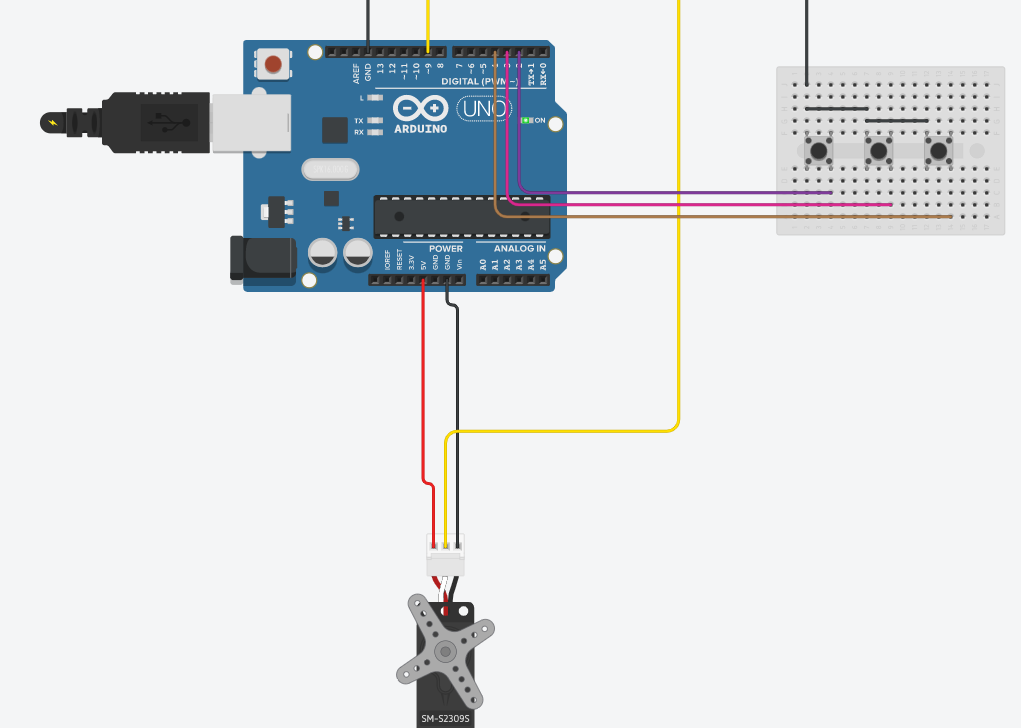 AREF
GND
13
12
~11
~10
~9
8
7
~6
~5
2
TX→1
RX←0
DIGITAL (PWM~)
L
TX
RX
UNO
ON
ARDUINO
POWER
ANALOG IN
IOREF
RESET
3.3V
5V
GND
GND
Vin
A0
A1
A2
A3
A4
A5
SM-S2309S